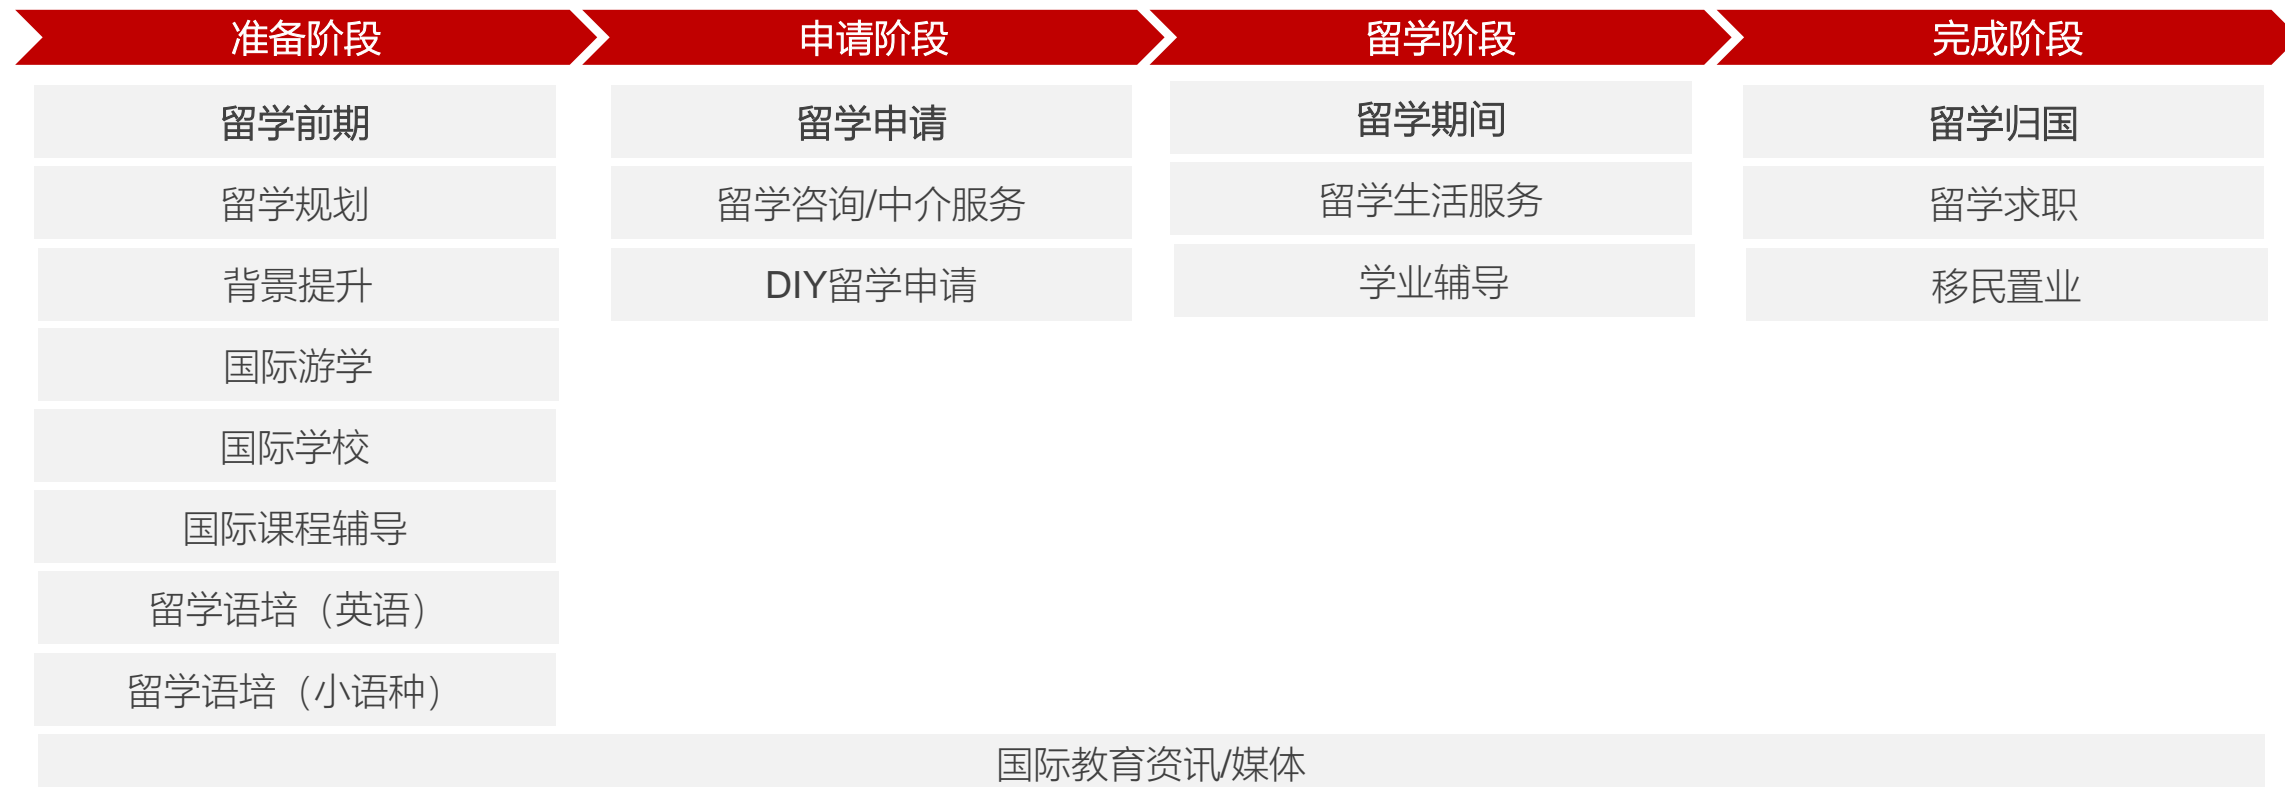 准备阶段
申请阶段
留学阶段
完成阶段
留学前期
留学规划
背景提升
国际游学
国际学校
国际课程辅导
留学语培（英语）
留学语培（小语种）
留学申请
留学咨询/中介服务
DIY留学申请
留学期间
留学生活服务
学业辅导
留学归国
留学求职
移民置业
国际教育资讯/媒体